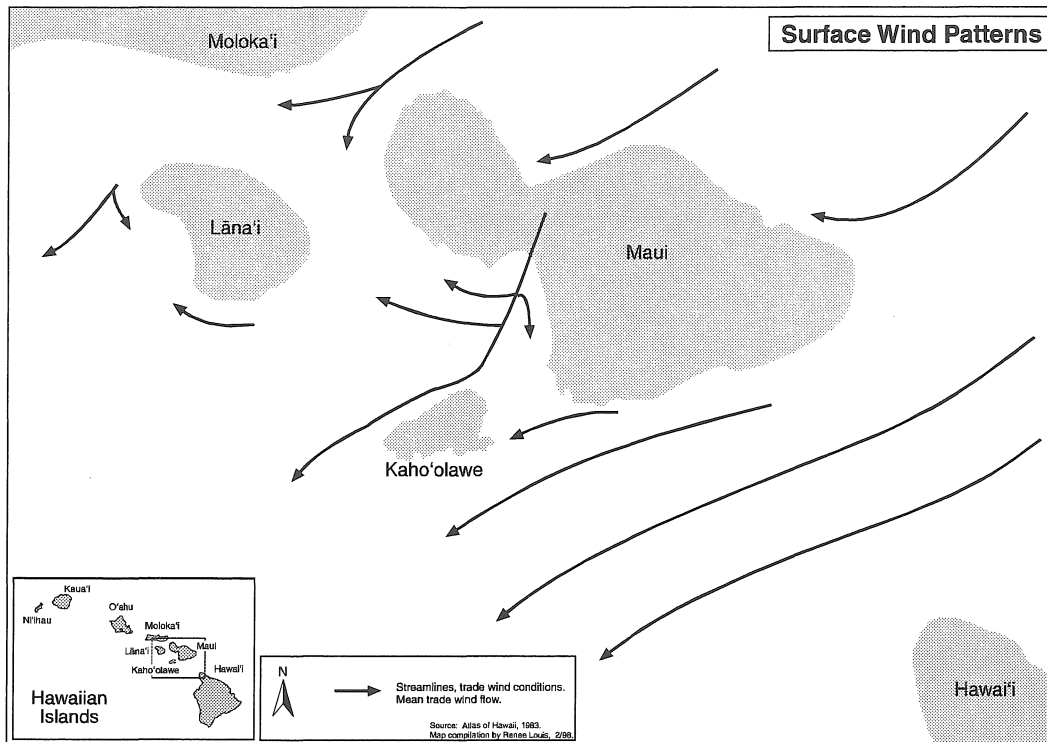 Surface Wind Patterns
Moloka'i
Lāna'i
Maui
Kaho'olawe
Hawai'i
Kaua'i
Ni'ihau
O'ahu
Moloka'i
Lāna'i
Maui
Kaho'olawe
Hawai'i
Hawaiian
Islands
N
Streamlines, trade wind conditions.
Mean trade wind flow.
Source: Atlas of Hawaii, 1983.
Map compilation by Renee Louis, 2/98.